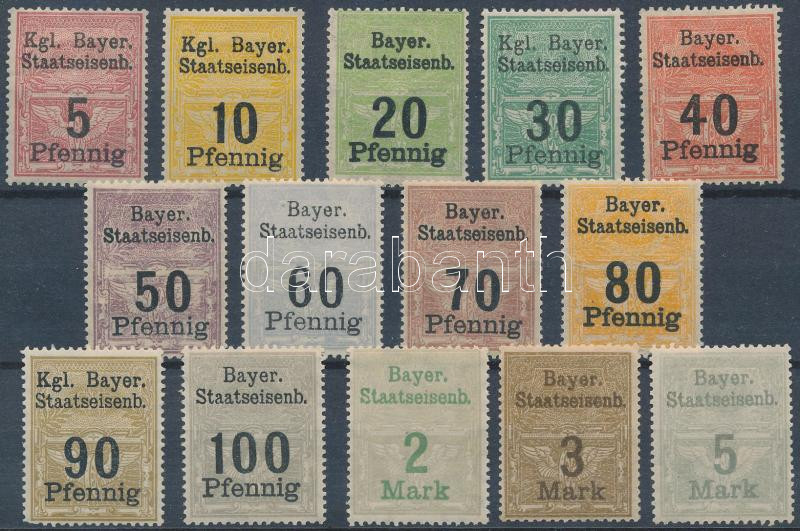 Kgl. Bayer.
Staatseisenb.
5
Pfennig
Kgl. Bayer.
Staatseisenb.
10
Pfennig
Bayer.
Staatseisenb.
20
Pfennig
Kgl. Bayer.
Staatseisenb.
30
Pfennig
Bayer.
Staatseisenb.
40
Pfennig
Bayer.
Staatseisenb.
50
Pfennig
Bayer.
Staatseisenb.
60
Pfennig
Bayer.
Staatseisenb.
70
Pfennig
Bayer.
Staatseisenb.
80
Pfennig
darabanth
Kgl. Bayer.
Staatseisenb.
90
Pfennig
Bayer.
Staatseisenb.
100
Pfennig
Bayer.
Staatseisenb.
2
Mark
Bayer.
Staatseisenb.
3
Mark
Bayer.
Staatseisenb.
5
Mark